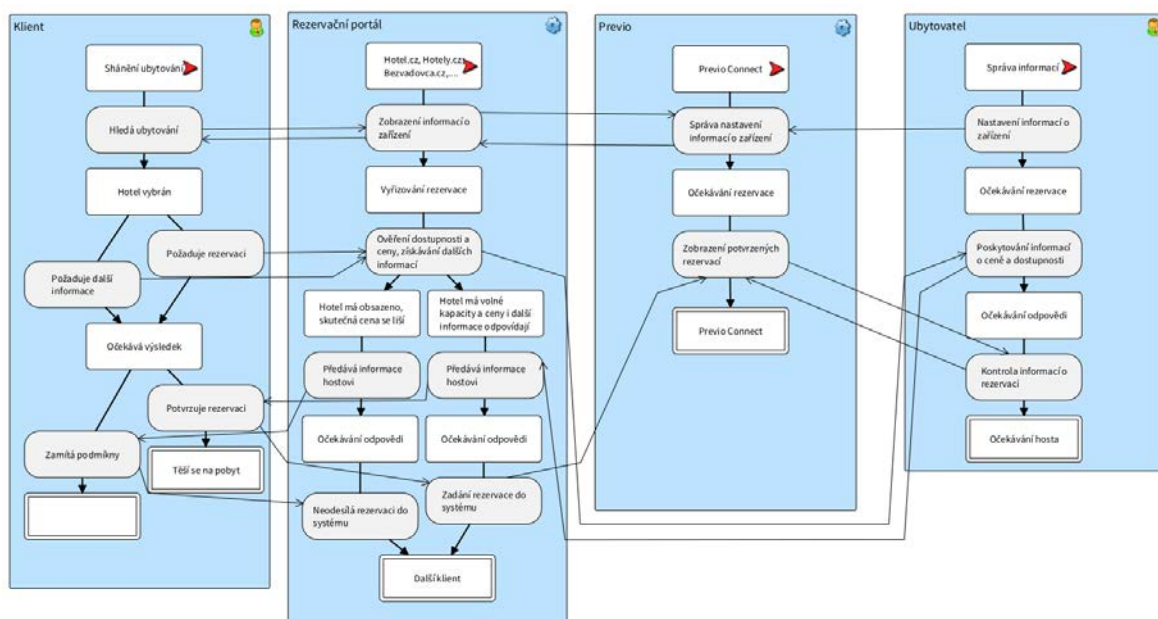 Klient
Shánění ubytování
Hledá ubytování
Hotel vybrán
Požaduje rezervaci
Požaduje další
informace
Očekává výsledek
Potvrzuje rezervaci
Zamítá podmíkny
Těší se na pobyt
Rezervační portál
Hotel.cz, Hotely.cz,
Bezvadovca.cz,....
Zobrazení informací o
zařízení
Vyřizování rezervace
Ověření dostupnosti a
ceny, získávání dalších
informací
Hotel má obsazeno,
skutečná cena se liší
Hotel má volné
kapacity a ceny i další
informace odpovídají
Předává informace
hostovi
Předává informace
hostovi
Očekávání odpovědi
Očekávání odpovědi
Neodesílá rezervaci do
systému
Zadání rezervace do
systému
Další klient
Previo
Previo Connect
Správa nastavení
informací o zařízení
Očekávání rezervace
Zobrazení potvrzených
rezervací
Previo Connect
Ubytovatel
Správa informací
Nastavení informací o
zařízení
Očekávání rezervace
Poskytování informací
o ceně a dostupnosti
Očekávání odpovědi
Kontrola informací o
rezervaci
Očekávání hosta